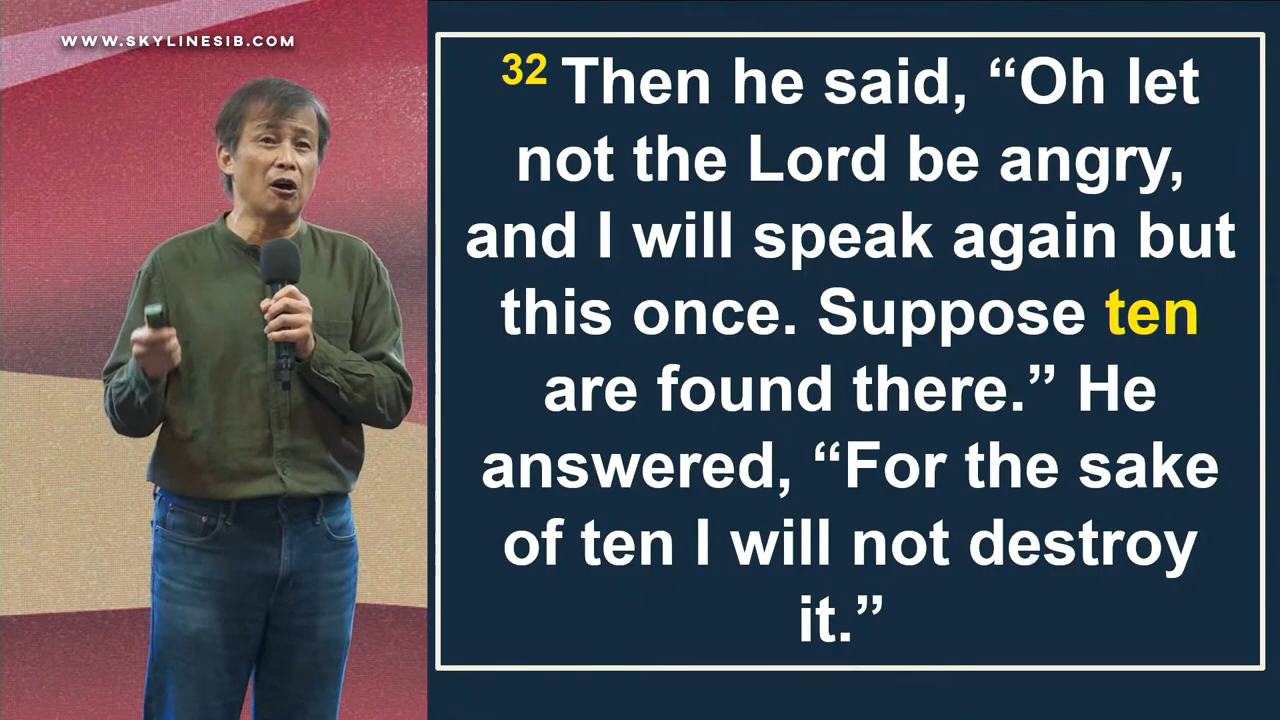 WWW.SKYLINESIB.COM
32 Then he said, “Oh let
not the Lord be angry,
and I will speak again but
this once. Suppose ten
are found there.” He
answered, “For the sake
of ten I will not destroy
it.”